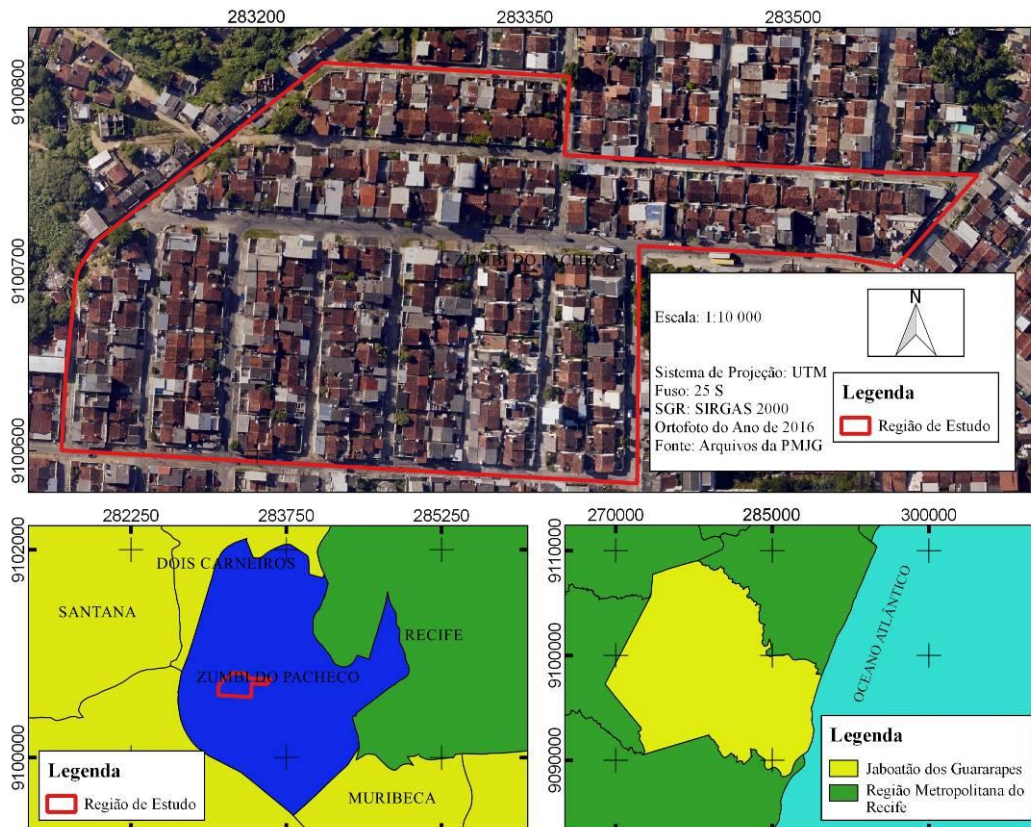 283200
283350
283500
9108800
9100700
9100600
ZUMBI DO PACHECO
N
Escala: 1:10 000
Sistema de Projeção: UTM
Fuso: 25 S
SGR: SIRGAS 2000
Ortofoto do Ano de 2016
Fonte: Arquivos da PMJG
Legenda
Região de Estudo
282250
283750
285250
9102000
9100000
DOIS CARNEIROS
SANTANA
RECIFE
ZUMBI DO PACHECO
MURIBECA
Legenda
Região de Estudo
270000
285000
300000
9110000
9100000
9090000
OCEANO ATLÂNTICO
Legenda
Jaboatão dos Guararapes
Região Metropolitana do
Recife